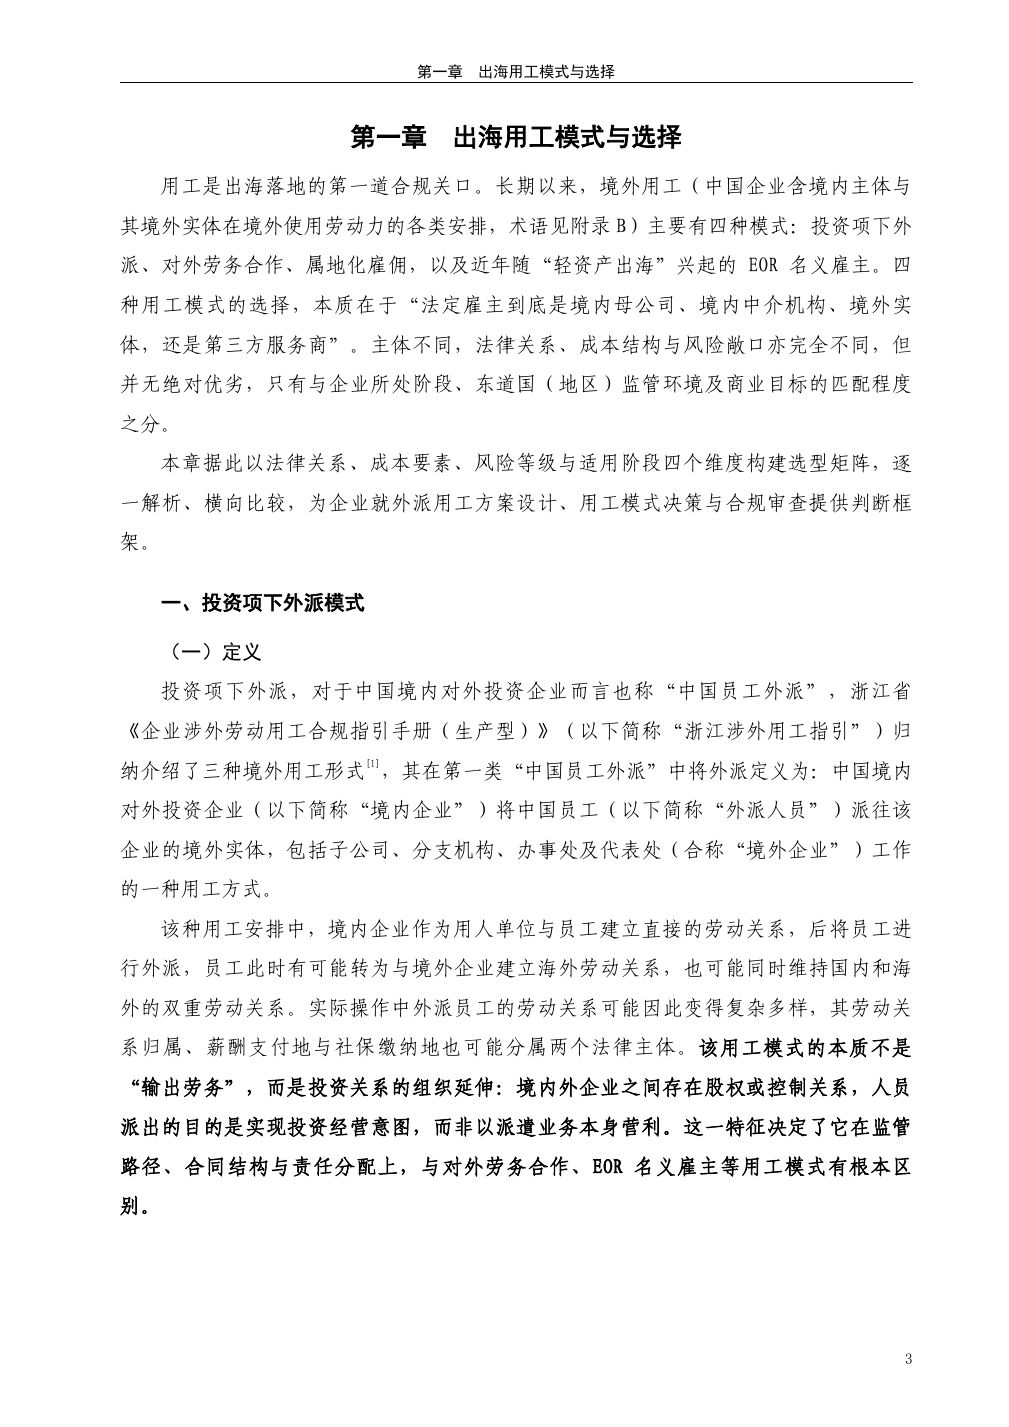 第一章　出海用工模式与选择
第一章　出海用工模式与选择
用工是出海落地的第一道合规关口。长期以来，境外用工（中国企业含境内主体与
其境外实体在境外使用劳动力的各类安排，术语见附录 B）主要有四种模式：投资项下外
派、对外劳务合作、属地化雇佣，以及近年随“轻资产出海”兴起的 EOR 名义雇主。四
种用工模式的选择，本质在于“法定雇主到底是境内母公司、境内中介机构、境外实
体，还是第三方服务商”。主体不同，法律关系、成本结构与风险敞口亦完全不同，但
并无绝对优劣，只有与企业所处阶段、东道国（地区）监管环境及商业目标的匹配程度
之分。
本章据此以法律关系、成本要素、风险等级与适用阶段四个维度构建选型矩阵，逐
一解析、横向比较，为企业就外派用工方案设计、用工模式决策与合规审查提供判断框
架。
一、投资项下外派模式
（一）定义
投资项下外派，对于中国境内对外投资企业而言也称“中国员工外派”，浙江省
《企业涉外劳动用工合规指引手册（生产型）》（以下简称“浙江涉外用工指引”）归
纳介绍了三种境外用工形式[1]，其在第一类“中国员工外派”中将外派定义为：中国境内
对外投资企业（以下简称“境内企业”）将中国员工（以下简称“外派人员”）派往该
企业的境外实体，包括子公司、分支机构、办事处及代表处（合称“境外企业”）工作
的一种用工方式。
该种用工安排中，境内企业作为用人单位与员工建立直接的劳动关系，后将员工进
行外派，员工此时有可能转为与境外企业建立海外劳动关系，也可能同时维持国内和海
外的双重劳动关系。实际操作中外派员工的劳动关系可能因此变得复杂多样，其劳动关
系归属、薪酬支付地与社保缴纳地也可能分属两个法律主体。该用工模式的本质不是
“输出劳务”，而是投资关系的组织延伸：境内外企业之间存在股权或控制关系，人员
派出的目的是实现投资经营意图，而非以派遣业务本身营利。这一特征决定了它在监管
路径、合同结构与责任分配上，与对外劳务合作、EOR 名义雇主等用工模式有根本区
别。
3